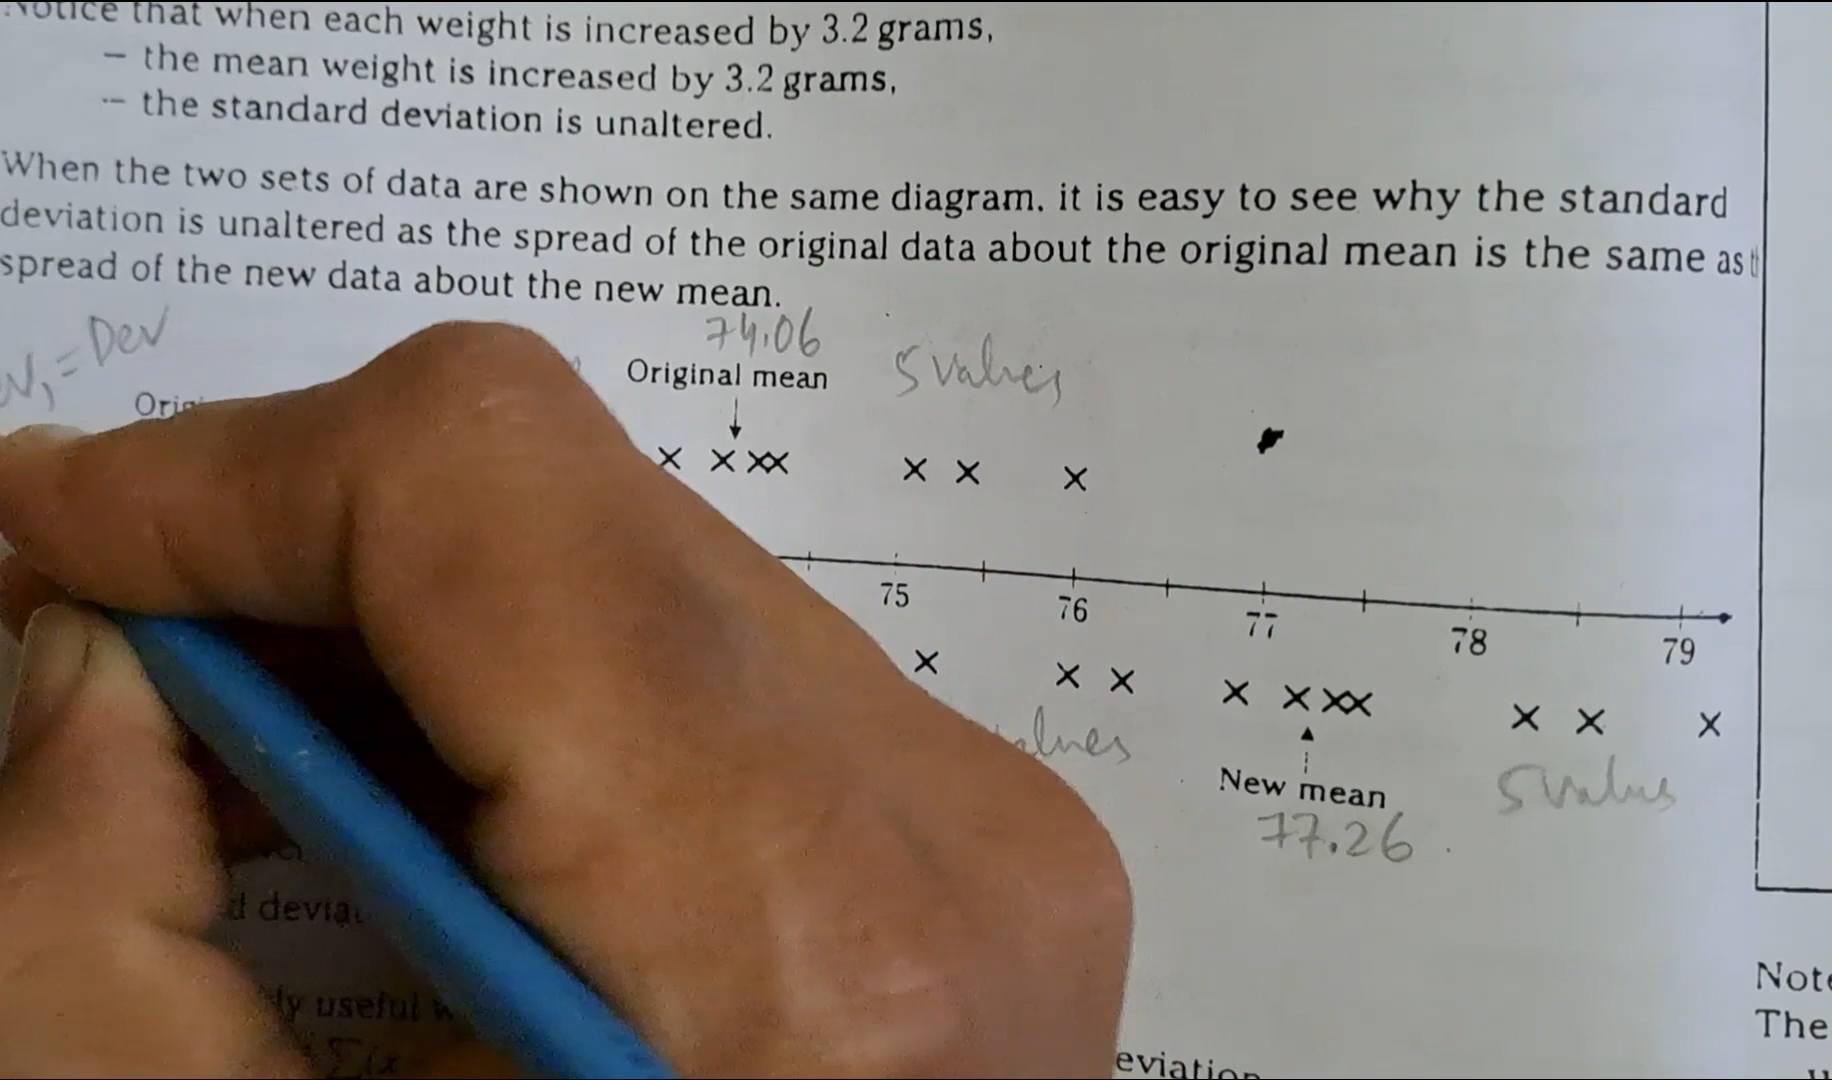 Notice that when each weight is increased by 3.2 grams,
– the mean weight is increased by 3.2 grams,
– the standard deviation is unaltered.
When the two sets of data are shown on the same diagram. it is easy to see why the standard
deviation is unaltered as the spread of the original data about the original mean is the same as
spread of the new data about the new mean.
74.06
= Dev
Original mean
5 values
75
76
77
78
79
New mean
5 values
77.26
d devia
ly useful
Σ(x
eviation
Note
The